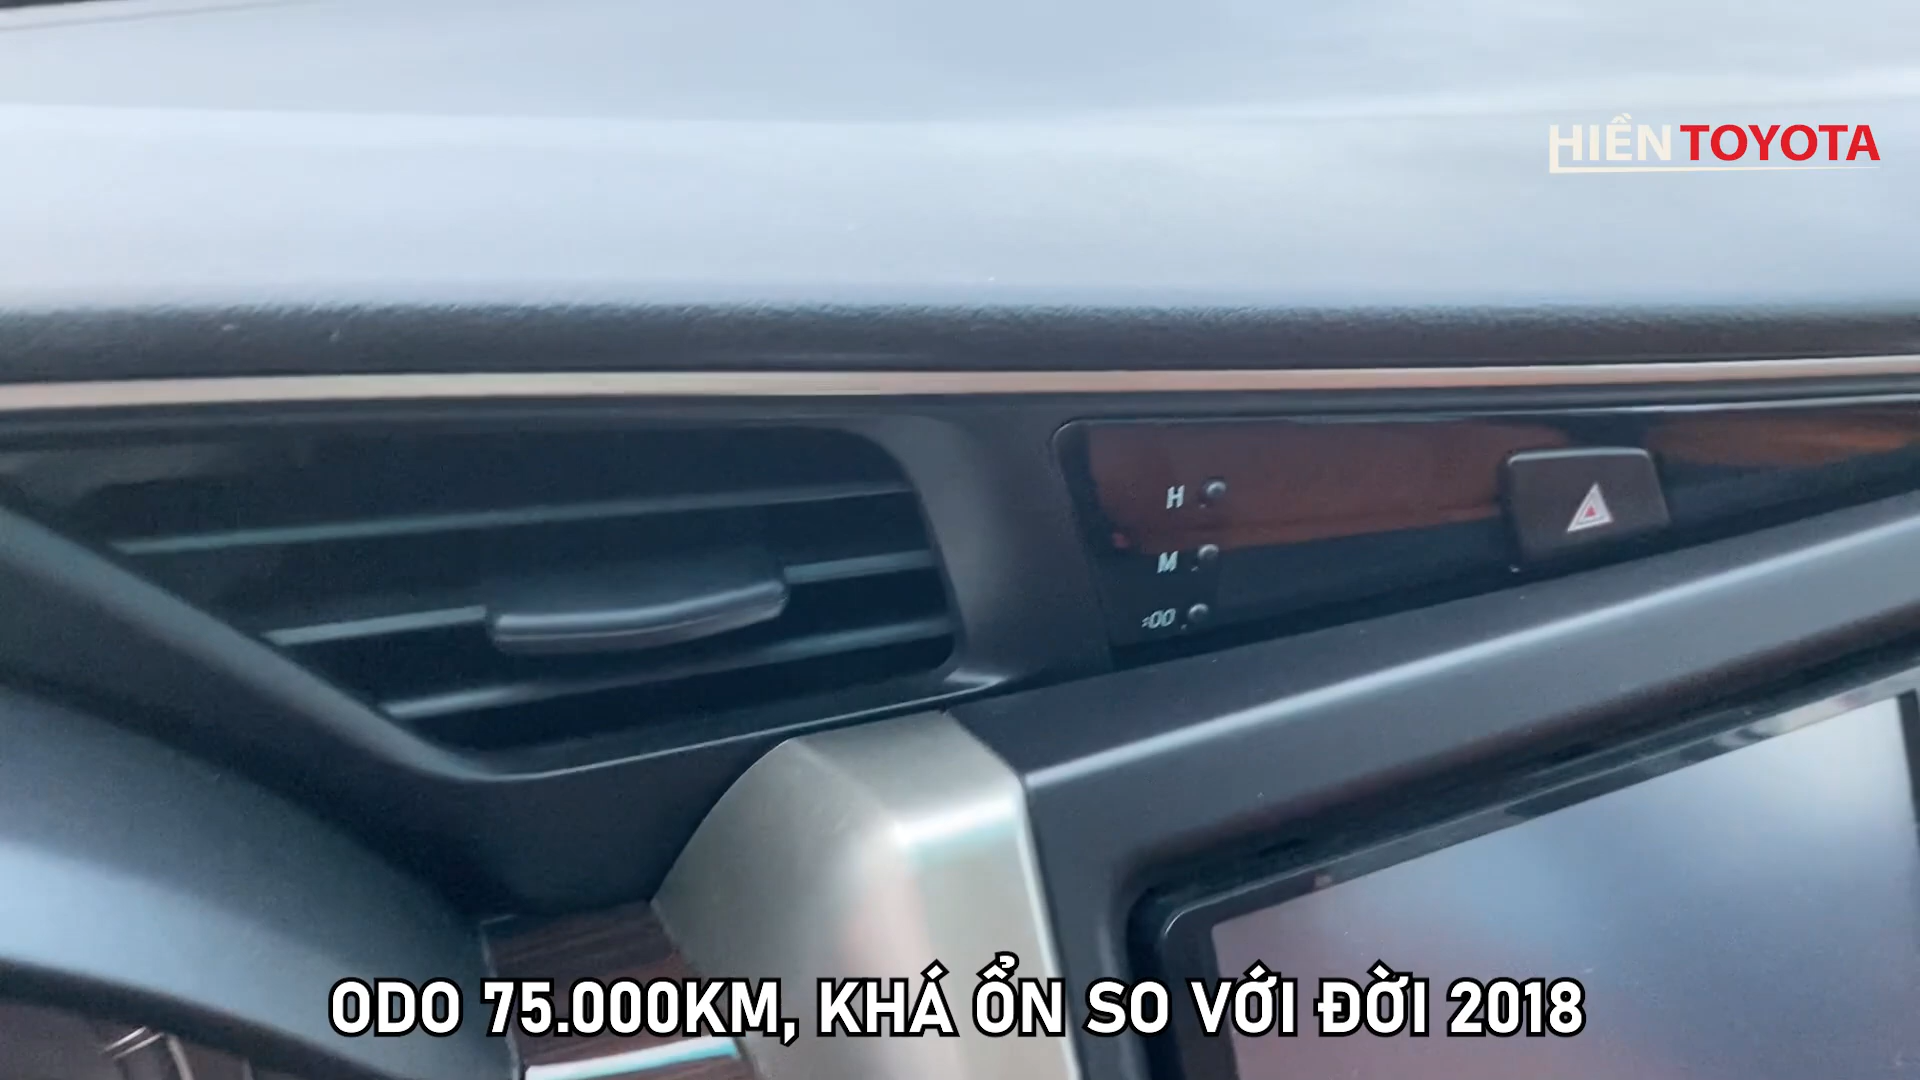 HIỀN TOYOTA
H
M
:00
ODO 75.000KM, KHÁ ỔN SO VỚI ĐỜI 2018